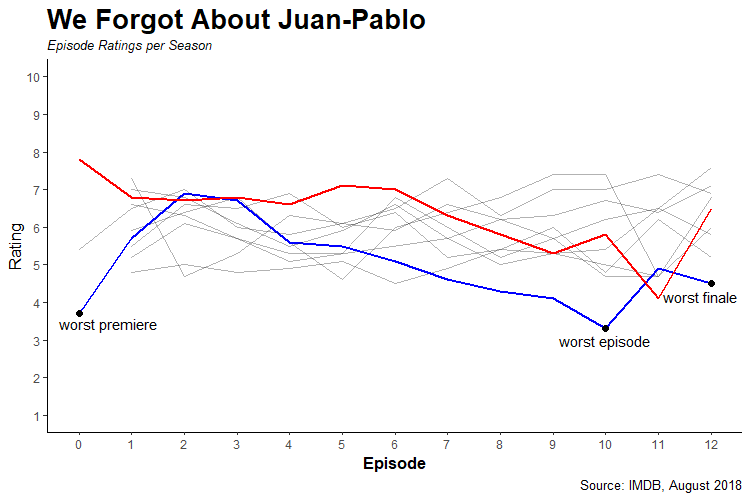 We Forgot About Juan-Pablo
Episode Ratings per Season
10
9
8
7
6
5
4
3
2
1
Rating
worst premiere
worst episode
worst finale
0 1 2 3 4 5 6 7 8 9 10 11 12
Episode
Source: IMDB, August 2018